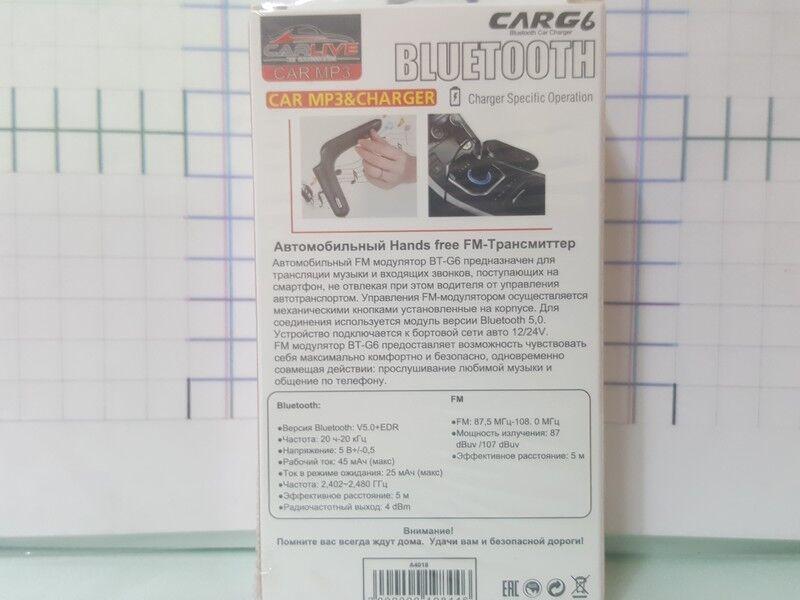 CARLIVE
CAR MP3
CARG6
Bluetooth Car Charger
BLUETOOTH
CAR MP3&CHARGER
Charger Specific Operation
Автомобильный Hands free FM-Трансмиттер
Автомобильный FM модулятор BT-G6 предназначен для
трансляции музыки и входящих звонков, поступающих на
смартфон, не отвлекая при этом водителя от управления
автотранспортом. Управления FM-модулятором осуществляется
механическими кнопками установленные на корпусе. Для
соединения используется модуль версии Bluetooth 5,0.
Устройство подключается к бортовой сети авто 12/24V.
FM модулятор BT-G6 предоставляет возможность чувствовать
себя максимально комфортно и безопасно, одновременно
совмещая действии: прослушивание любимой музыки и
общение по телефону.
Bluetooth:
●Версия Bluetooth: V5.0+EDR
●Частота: 20 ч-20 кГц
●Напряжение: 5 В+/-0,5
●Рабочий ток: 45 мАч (макс)
●Ток в режиме ожидания: 25 мАч (макс)
●Частота: 2,402~2,480 ГГц
●Эффективное расстояние: 5 м
●Радиочастотный выход: 4 dBm
FM
●FM: 87,5 МГц-108. 0 МГц
●Мощность излучения: 87
dBuv /107 dBuv
●Эффективное расстояние: 5 м
Внимание!
Помните вас всегда ждут дома. Удачи вам и безопасной дороги!
A4018
EAC